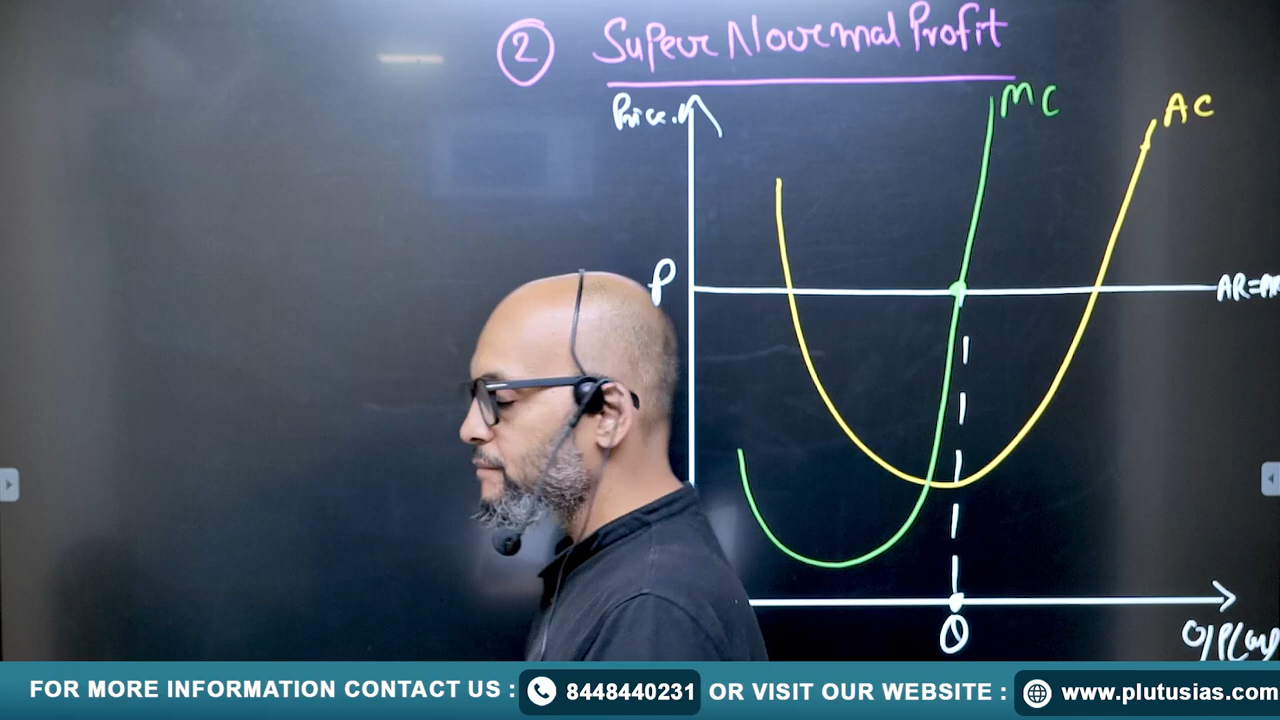 ② Super Normal Profit
Price.
MC
AC
P
AR=
Q
O/P(
FOR MORE INFORMATION CONTACT US : 8448440231 OR VISIT OUR WEBSITE : www.plutusias.com